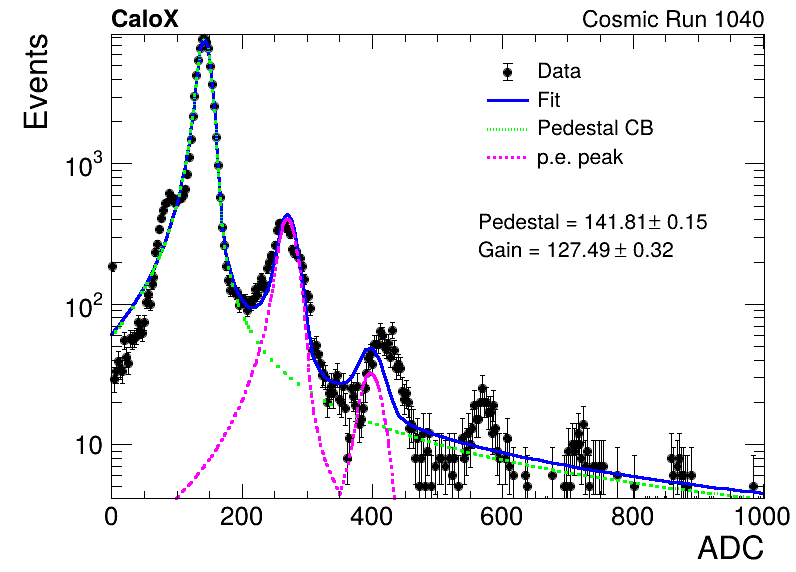 CaloX
Cosmic Run 1040
Events
Data
Fit
Pedestal CB
p.e. peak
Pedestal = 141.81± 0.15
Gain = 127.49 ± 0.32
10³
10²
10
0 200 400 600 800 1000
ADC